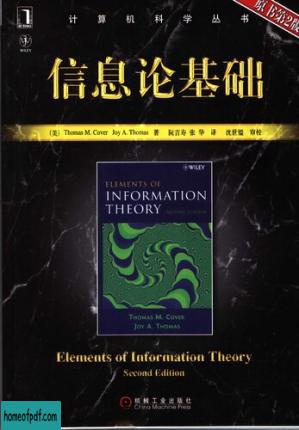 计算机科学丛书
WILEY
原书第2版
信息论基础
(美) Thomas M. Cover Joy A. Thomas 著 阮吉寿 张华 译 沈世镒 审校
WILEY
ELEMENTS OF
INFORMATION
THEORY SECOND EDITION
THOMAS M. COVER
JOY A. THOMAS
Elements of Information Theory
Second Edition
机械工业出版社
China Machine Press
homeofpdf.com